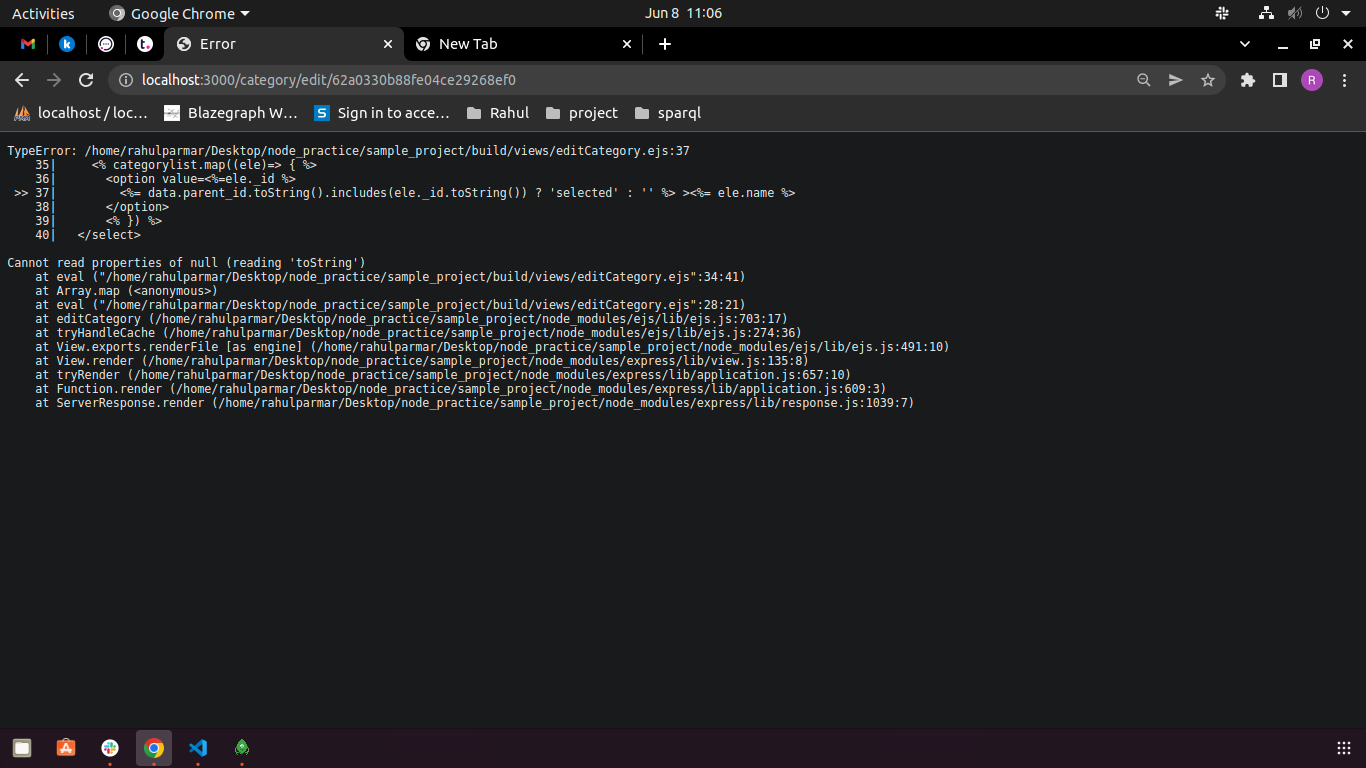 Activities
Google Chrome
Jun 8 11:06
k
t.
Error
New Tab
localhost:3000/category/edit/62a0330b88fe04ce29268ef0
R
localhost / loc...
Blazegraph W...
S
Sign in to acce...
Rahul
project
sparql
TypeError: /home/rahulparmar/Desktop/node_practice/sample_project/build/views/editCategory.ejs:37
    35|     <% categorylist.map((ele)=> { %>
    36|       <option value=<%=ele._id %>
 >> 37|         <%= data.parent_id.toString().includes(ele._id.toString()) ? 'selected' : '' %> ><%= ele.name %>
    38|       </option>
    39|       <% }) %>
    40|   </select>
Cannot read properties of null (reading 'toString')
    at eval ("/home/rahulparmar/Desktop/node_practice/sample_project/build/views/editCategory.ejs":34:41)
    at Array.map (<anonymous>)
    at eval ("/home/rahulparmar/Desktop/node_practice/sample_project/build/views/editCategory.ejs":28:21)
    at editCategory (/home/rahulparmar/Desktop/node_practice/sample_project/node_modules/ejs/lib/ejs.js:703:17)
    at tryHandleCache (/home/rahulparmar/Desktop/node_practice/sample_project/node_modules/ejs/lib/ejs.js:274:36)
    at View.exports.renderFile [as engine] (/home/rahulparmar/Desktop/node_practice/sample_project/node_modules/ejs/lib/ejs.js:491:10)
    at View.render (/home/rahulparmar/Desktop/node_practice/sample_project/node_modules/express/lib/view.js:135:8)
    at tryRender (/home/rahulparmar/Desktop/node_practice/sample_project/node_modules/express/lib/application.js:657:10)
    at Function.render (/home/rahulparmar/Desktop/node_practice/sample_project/node_modules/express/lib/application.js:609:3)
    at ServerResponse.render (/home/rahulparmar/Desktop/node_practice/sample_project/node_modules/express/lib/response.js:1039:7)